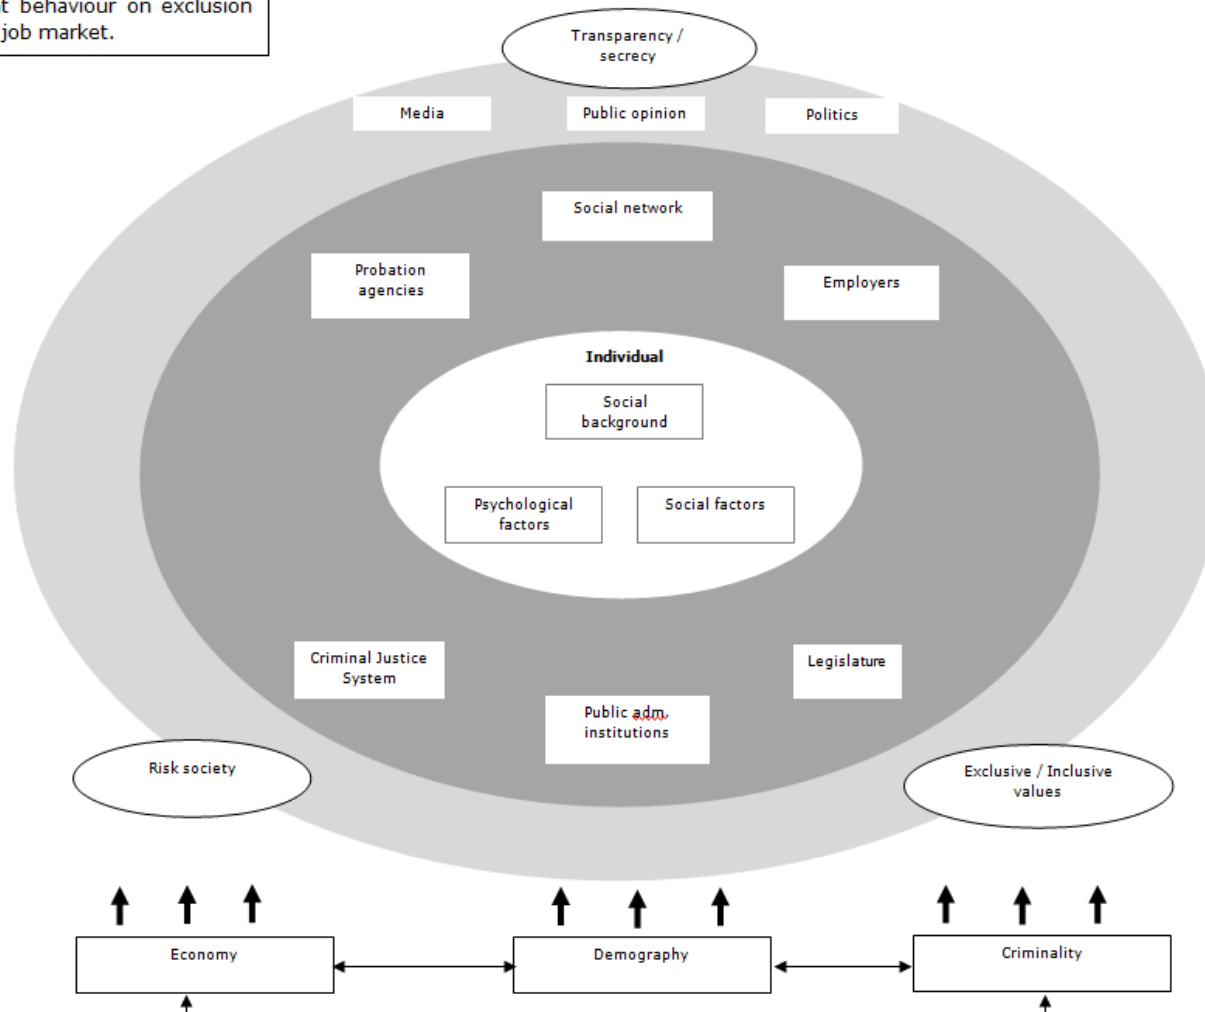 behaviour on exclusion
job market.
Transparency /
secrecy
Media
Public opinion
Politics
Social network
Probation
agencies
Employers
Individual
Social
background
Psychological
factors
Social factors
Criminal Justice
System
Legislature
Public adm.
institutions
Risk society
Exclusive / Inclusive
values
Economy
Demography
Criminality